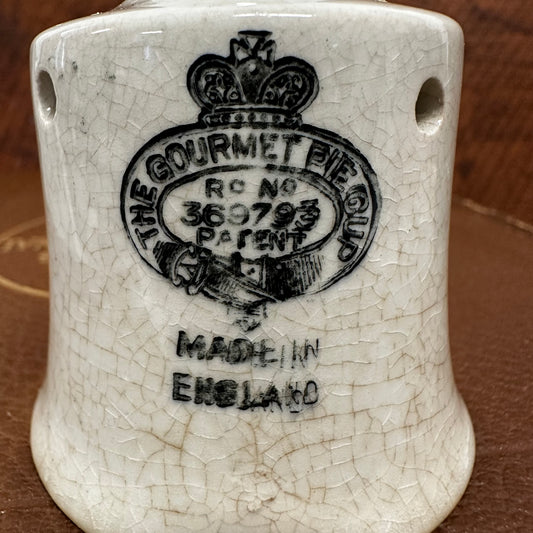 THE GOURMET PIE CUP
RD NO
369793
PATENT
MADE IN
ENGLAND